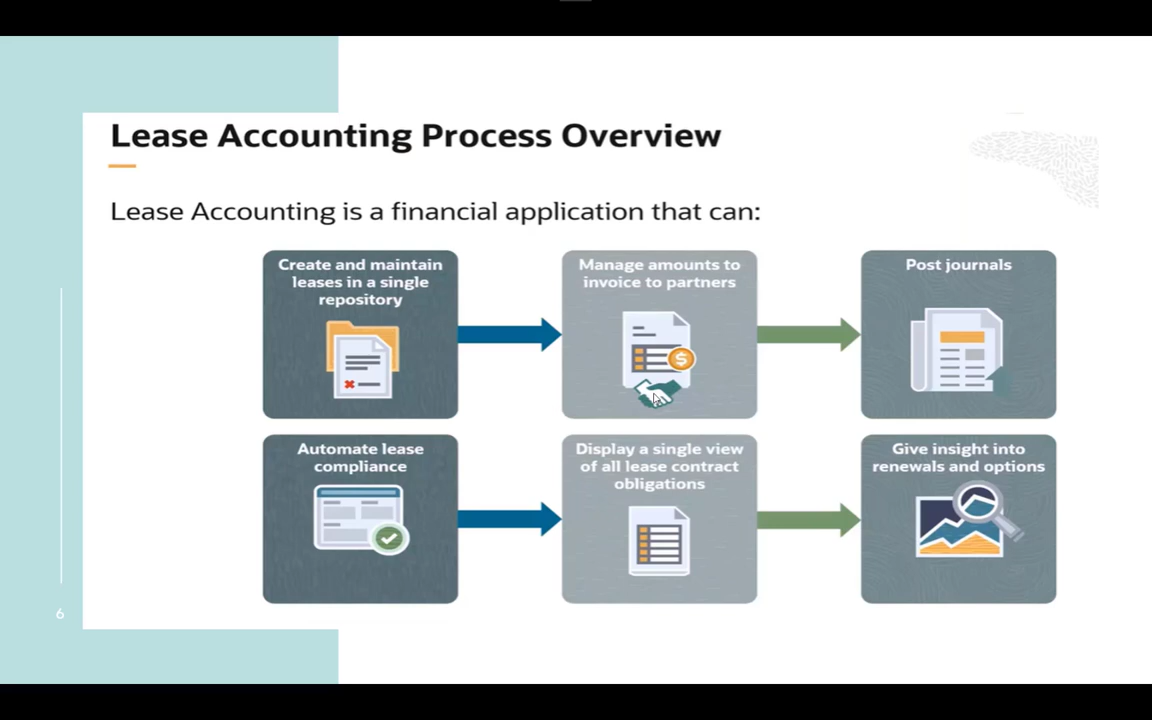 Lease Accounting Process Overview
Lease Accounting is a financial application that can:
Create and maintain
leases in a single
repository
Manage amounts to
invoice to partners
Post journals
Automate lease
compliance
Display a single view
of all lease contract
obligations
Give insight into
renewals and options
6